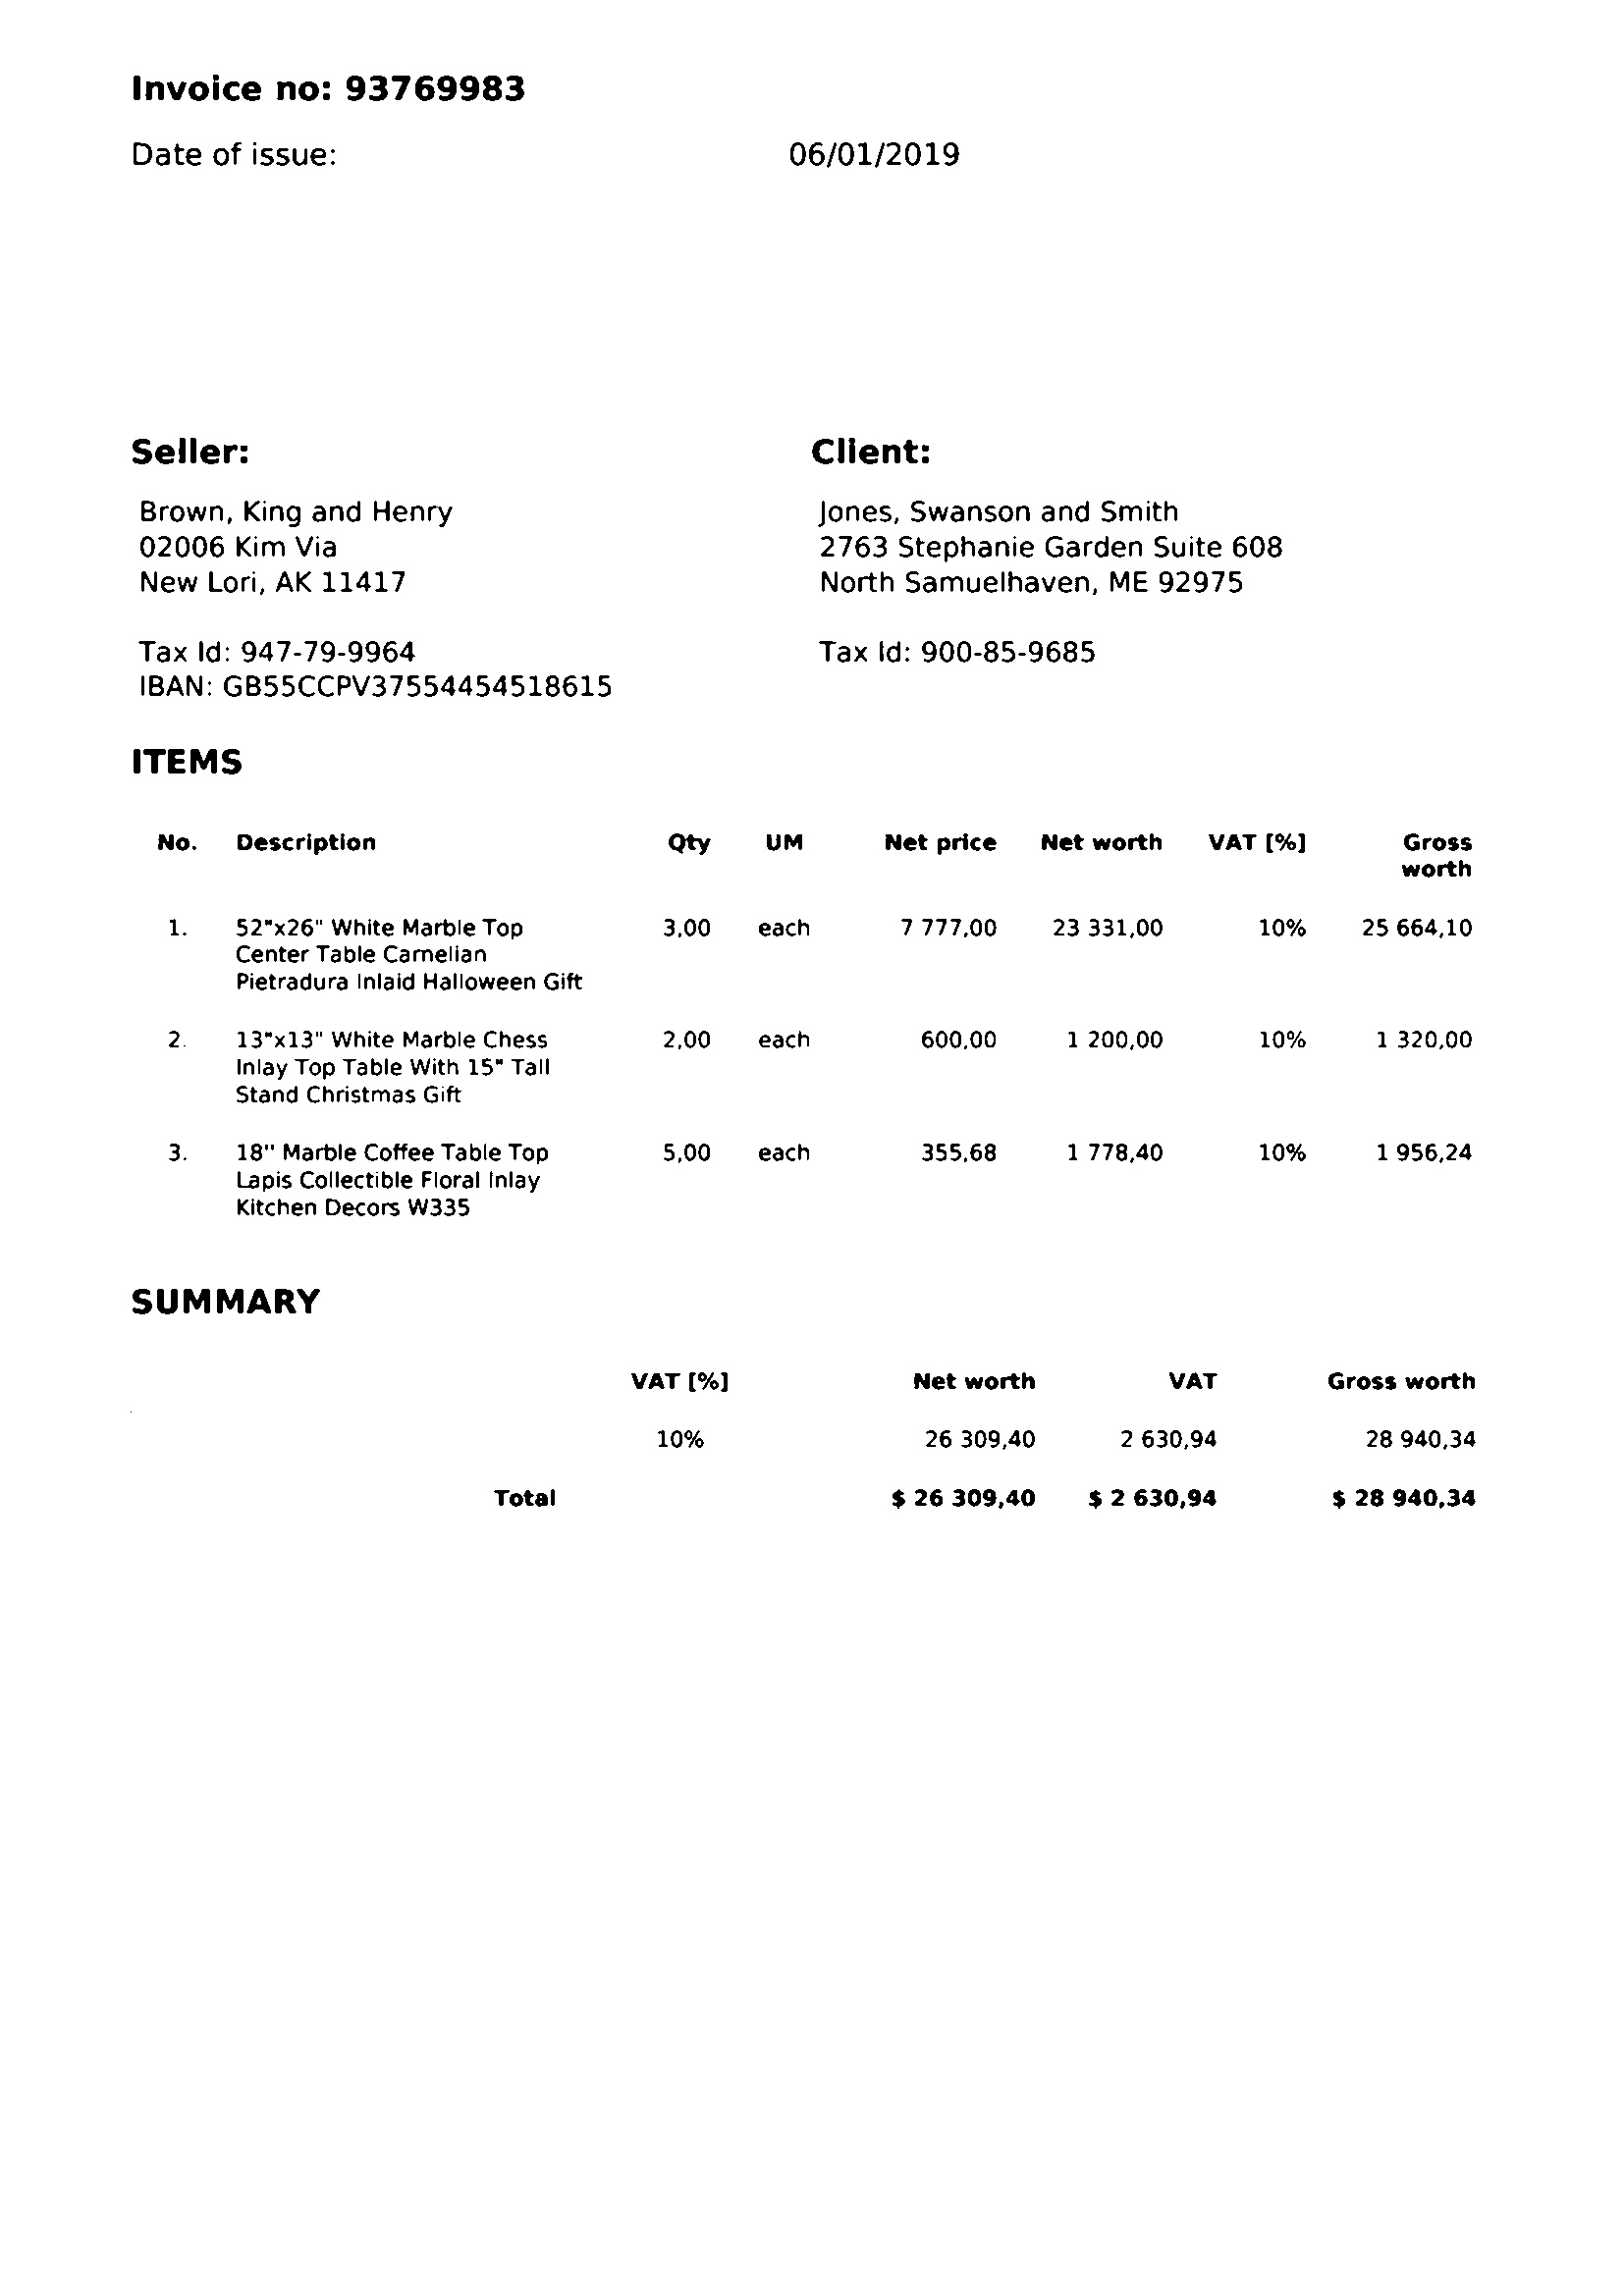 Invoice no: 93769983
Date of issue: 06/01/2019
Seller:
Brown, King and Henry
02006 Kim Via
New Lori, AK 11417
Tax Id: 947-79-9964
IBAN: GB55CCPV37554454518615
Client:
Jones, Swanson and Smith
2763 Stephanie Garden Suite 608
North Samuelhaven, ME 92975
Tax Id: 900-85-9685
ITEMS
No. Description Qty UM Net price Net worth VAT [%] Gross
worth
1. 52"x26" White Marble Top 3,00 each 7 777,00 23 331,00 10% 25 664,10
Center Table Carnelian
Pietradura Inlaid Halloween Gift
2. 13"x13" White Marble Chess 2,00 each 600,00 1 200,00 10% 1 320,00
Inlay Top Table With 15" Tall
Stand Christmas Gift
3. 18" Marble Coffee Table Top 5,00 each 355,68 1 778,40 10% 1 956,24
Lapis Collectible Floral Inlay
Kitchen Decors W335
SUMMARY
VAT [%] Net worth VAT Gross worth
10% 26 309,40 2 630,94 28 940,34
Total $ 26 309,40 $ 2 630,94 $ 28 940,34